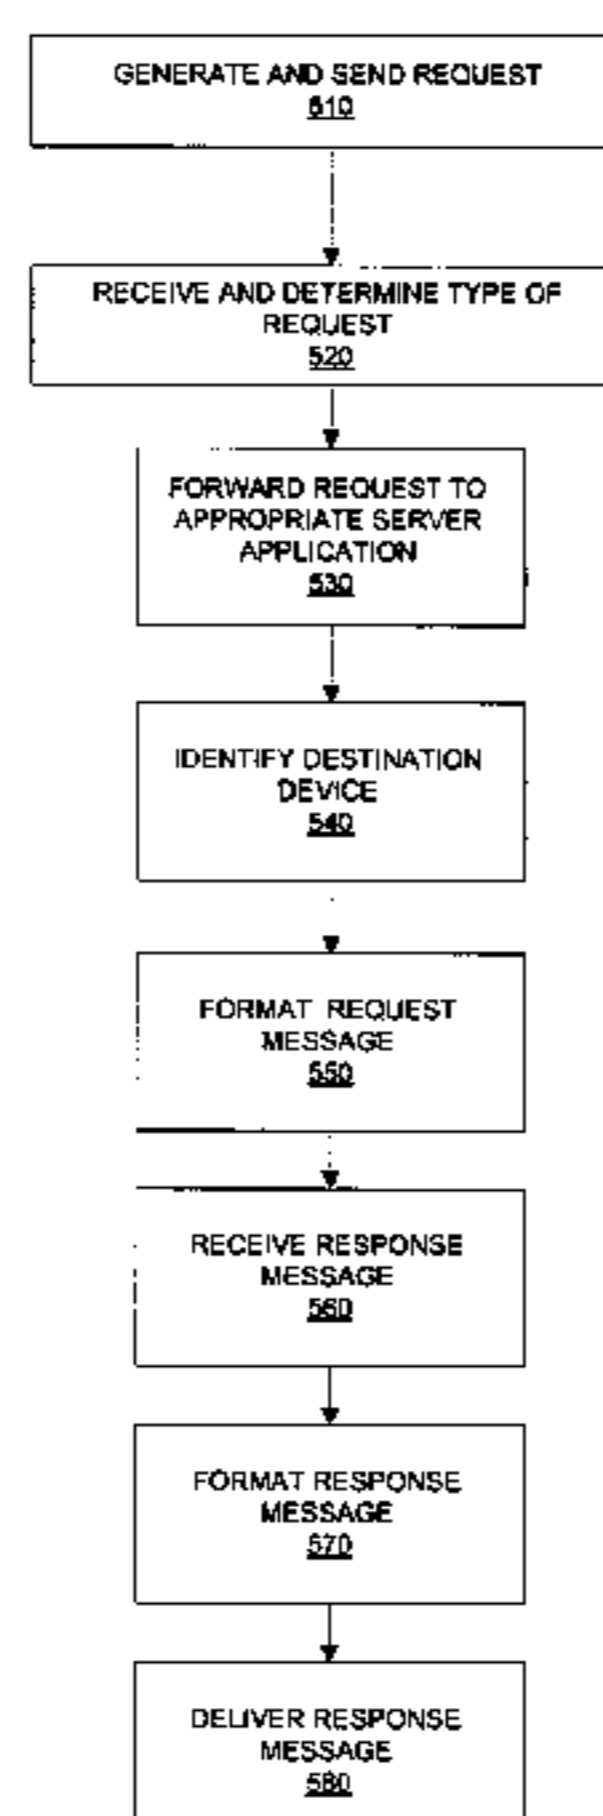 GENERATE AND SEND REQUEST
510
RECEIVE AND DETERMINE TYPE OF
REQUEST
520
FORWARD REQUEST TO
APPROPRIATE SERVER
APPLICATION
530
IDENTIFY DESTINATION
DEVICE
540
FORMAT REQUEST
MESSAGE
550
RECEIVE RESPONSE
MESSAGE
560
FORMAT RESPONSE
MESSAGE
570
DELIVER RESPONSE
MESSAGE
580